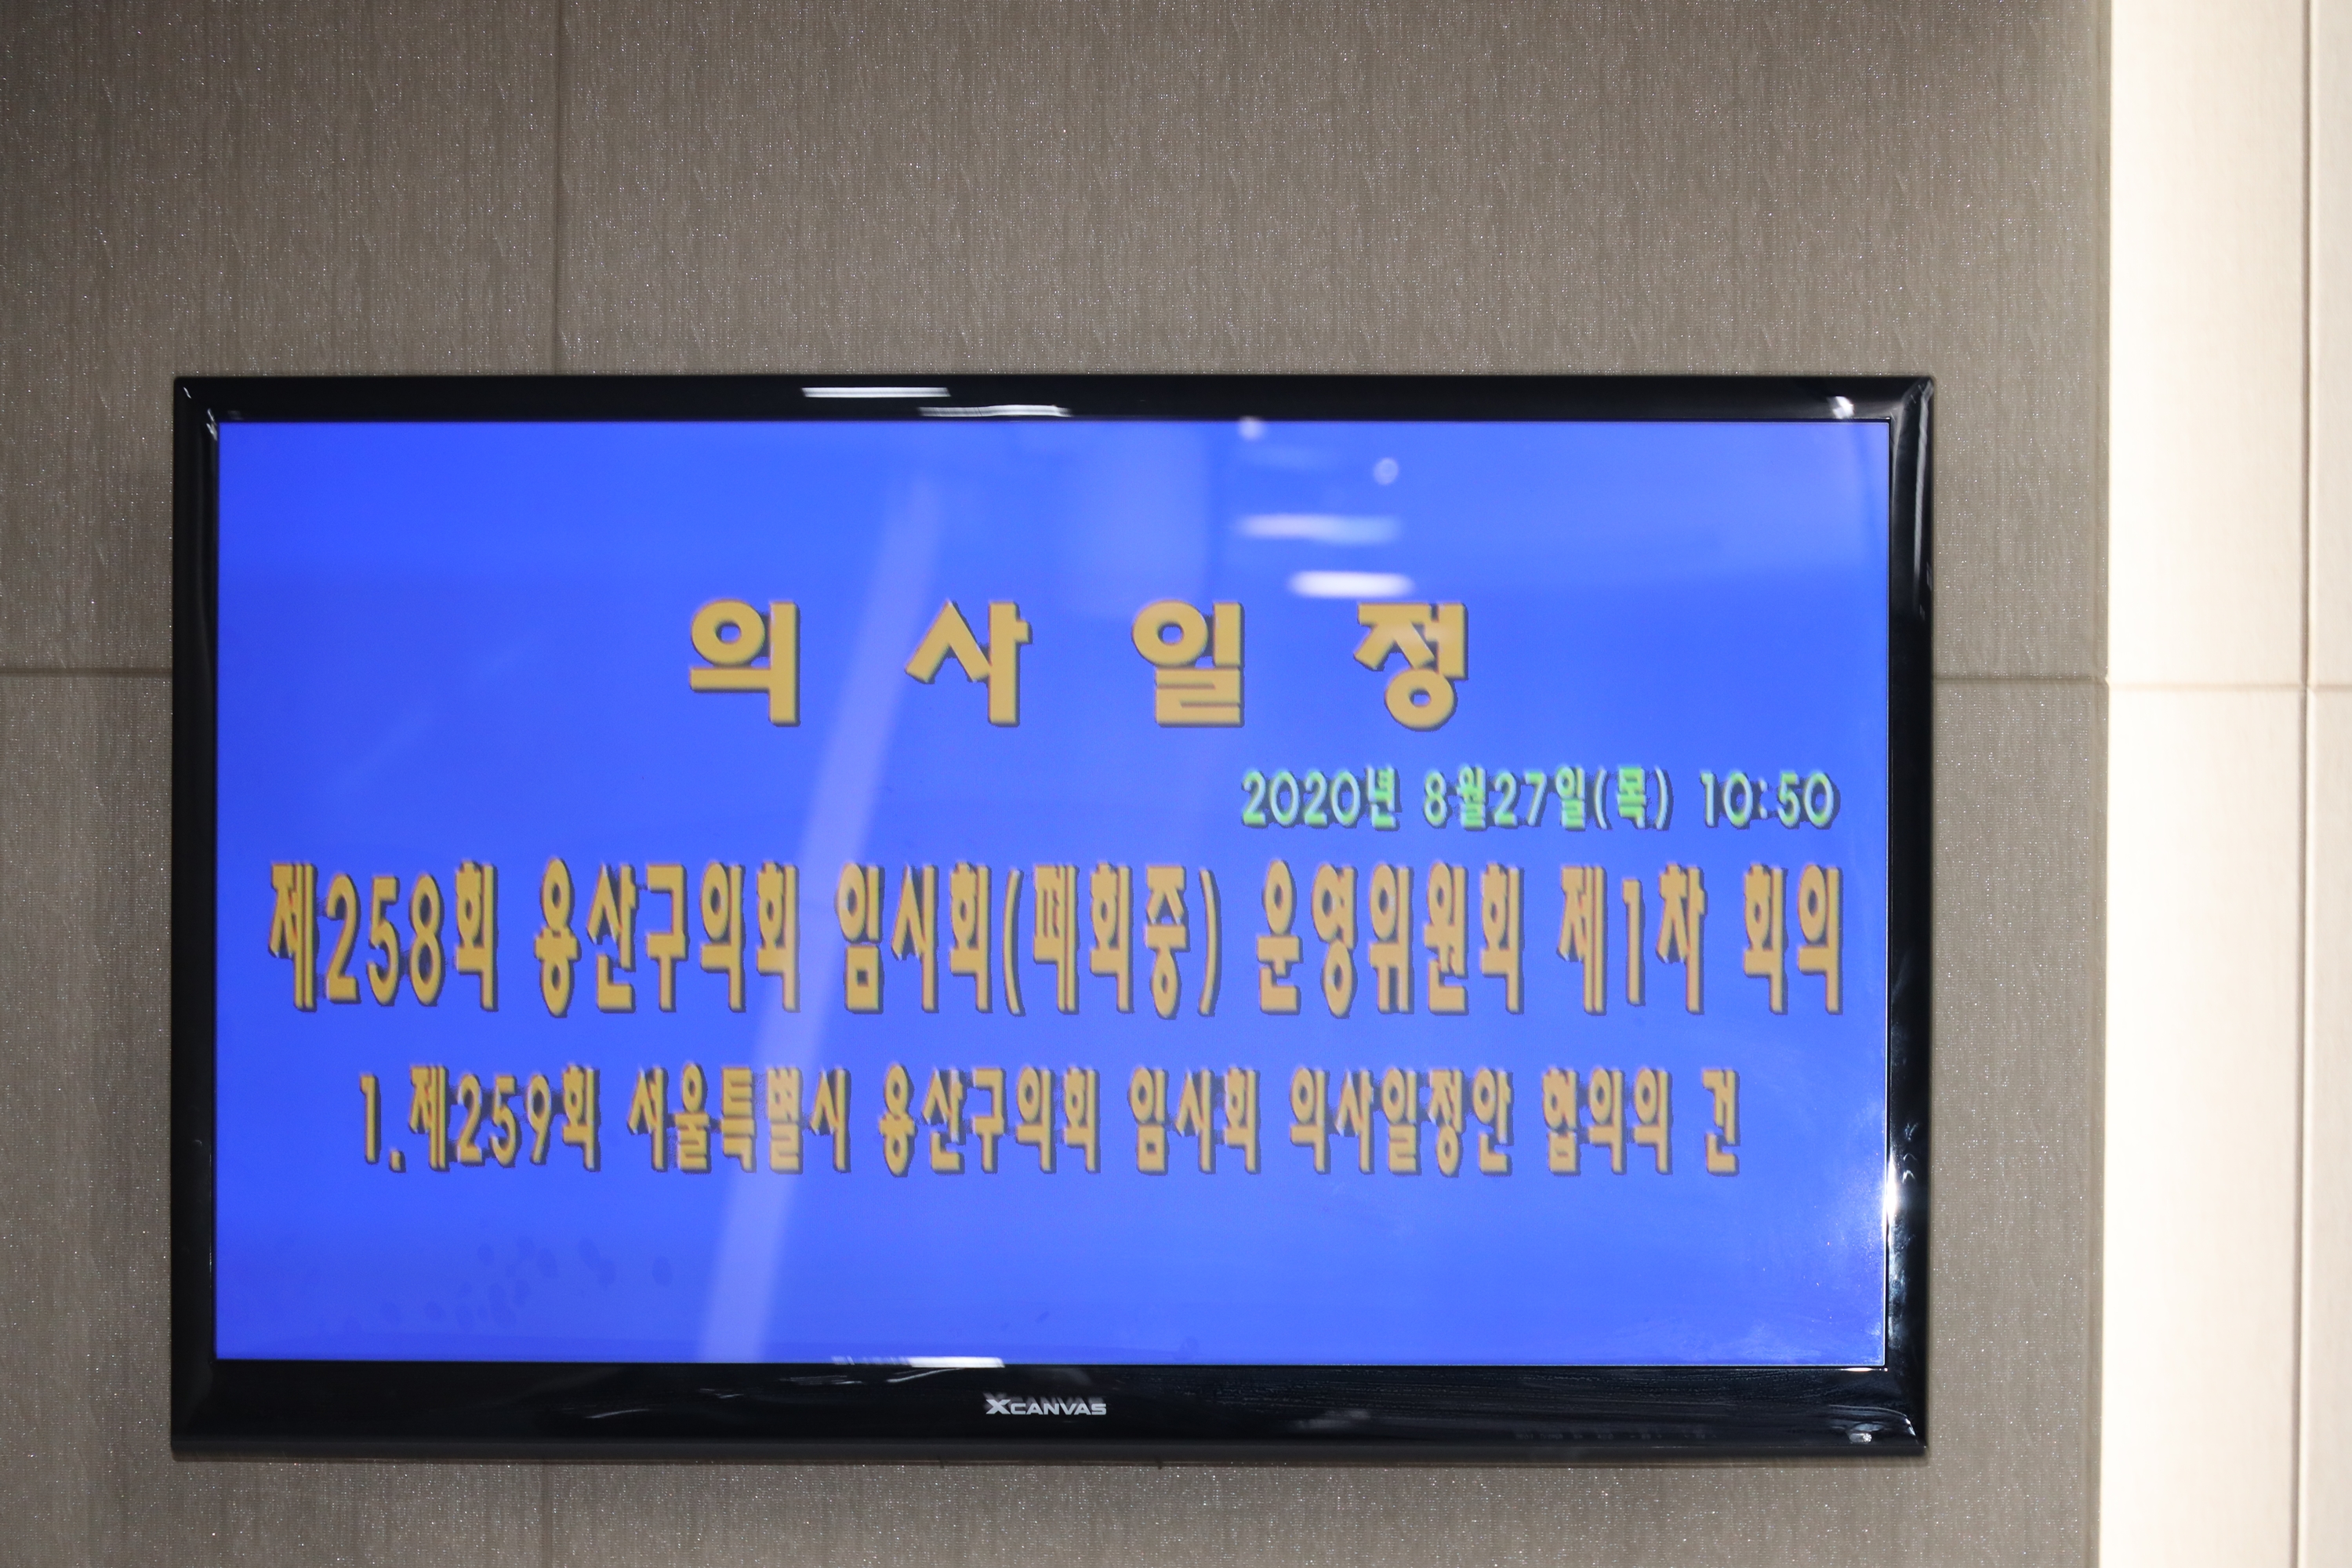 의 사 일 정
2020년 8월27일(목) 10:50
제258회 용산구의회 임시회(폐회중) 운영위원회 제1차 회의
1.제259회 서울특별시 용산구의회 임시회 의사일정안 협의의 건
XCANVAS